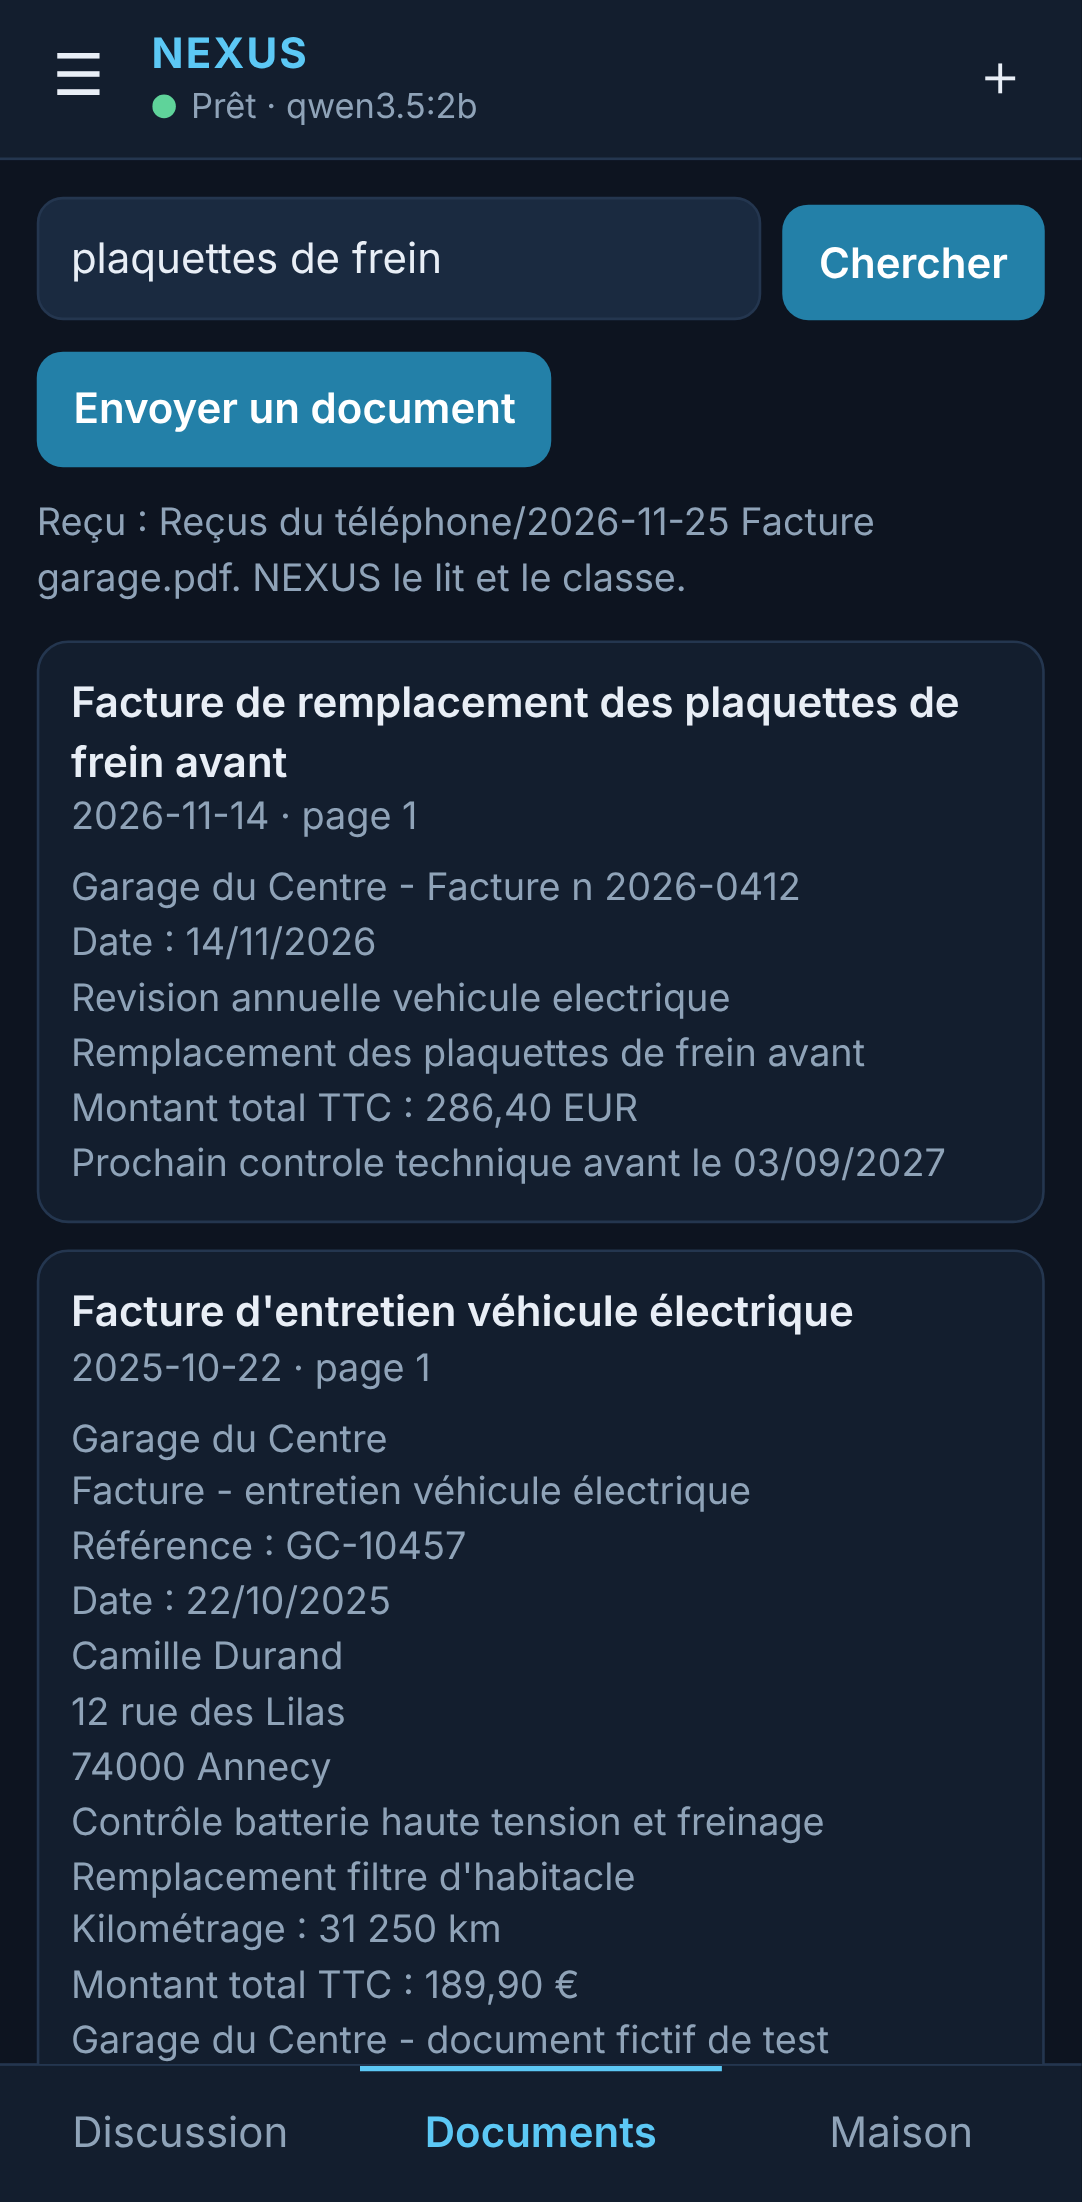 NEXUS
Prêt · qwen3.5:2b
plaquettes de frein
Chercher
Envoyer un document
Reçu : Reçus du téléphone/2026-11-25 Facture
garage.pdf. NEXUS le lit et le classe.
Facture de remplacement des plaquettes de
frein avant
2026-11-14 · page 1
Garage du Centre - Facture n 2026-0412
Date : 14/11/2026
Revision annuelle vehicule electrique
Remplacement des plaquettes de frein avant
Montant total TTC : 286,40 EUR
Prochain controle technique avant le 03/09/2027
Facture d'entretien véhicule électrique
2025-10-22 · page 1
Garage du Centre
Facture - entretien véhicule électrique
Référence : GC-10457
Date : 22/10/2025
Camille Durand
12 rue des Lilas
74000 Annecy
Contrôle batterie haute tension et freinage
Remplacement filtre d'habitacle
Kilométrage : 31 250 km
Montant total TTC : 189,90 €
Garage du Centre - document fictif de test
Discussion
Documents
Maison